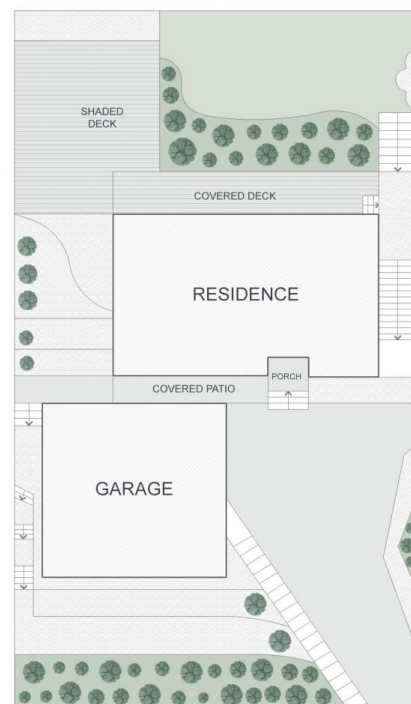 SHADED
DECK
COVERED DECK
RESIDENCE
PORCH
COVERED PATIO
GARAGE